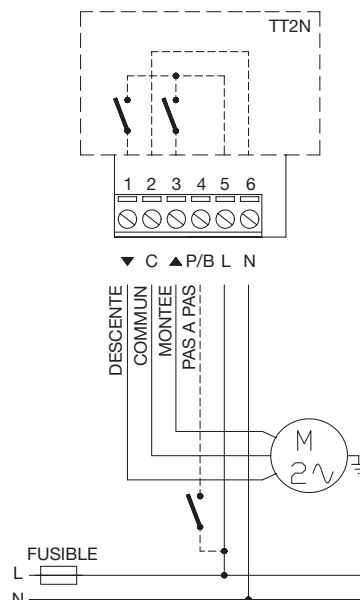 TT2N
1 2 3 4 5 6
▼ C ▲ P/B L N
DESCENTE
COMMUN
MONTEE
PAS A PAS
M
2∿
FUSIBLE
L
N